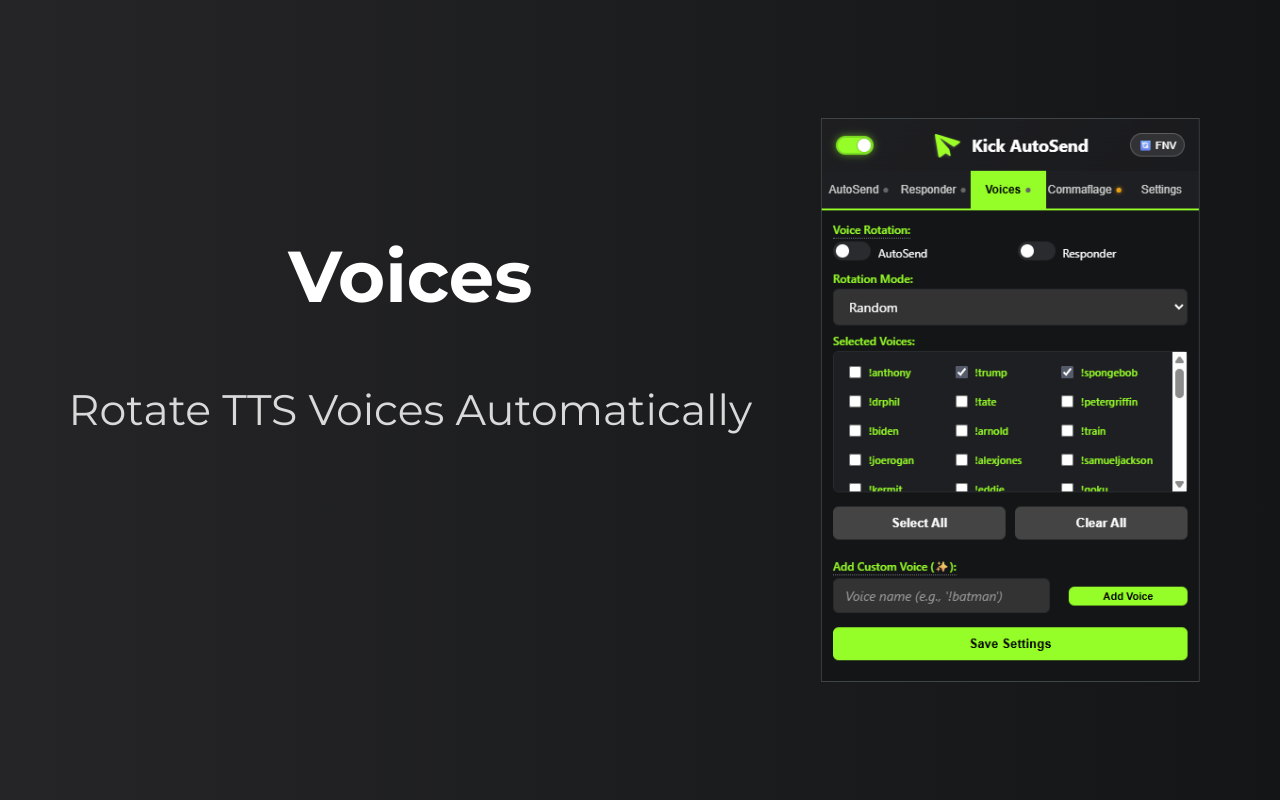 Voices
Rotate TTS Voices Automatically
Kick AutoSend
FNV
AutoSend Responder Voices Commaflage Settings
Voice Rotation:
AutoSend Responder
Rotation Mode:
Random
Selected Voices:
!anthony !trump !spongebob
!drphil !tate !petergriffin
!biden !arnold !train
!joerogan !alexjones !samueljackson
!kermit !eddie !goku
Select All Clear All
Add Custom Voice (✨):
Voice name (e.g., '!batman') Add Voice
Save Settings